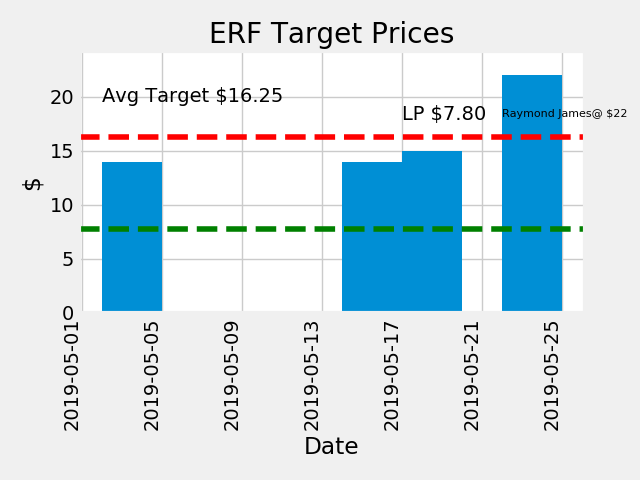 ERF Target Prices
Avg Target $16.25
LP $7.80
Raymond James@ $22
$
20
15
10
5
0
2019-05-01
2019-05-05
2019-05-09
2019-05-13
2019-05-17
2019-05-21
2019-05-25
Date